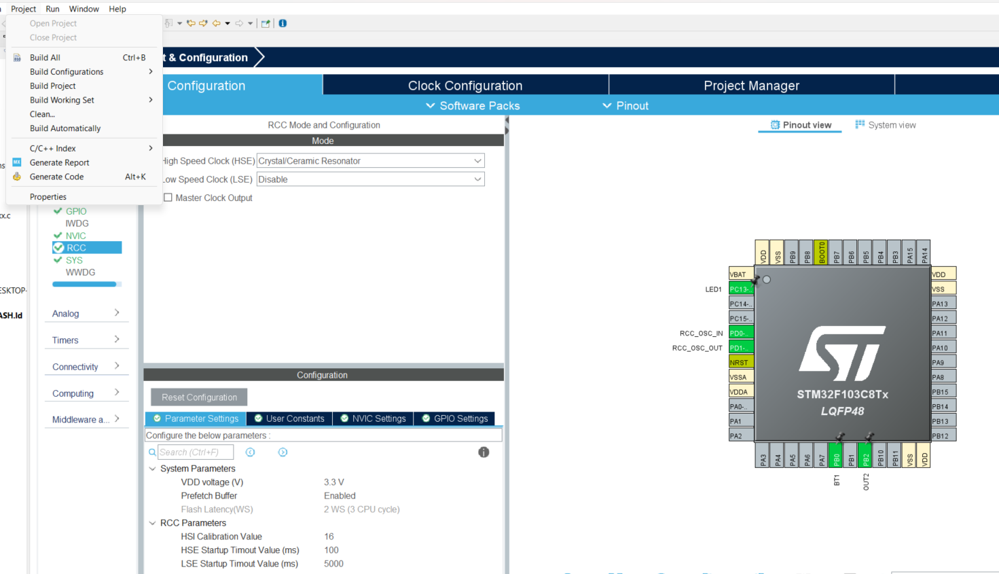 Project Run Window Help
Open Project
Close Project
Build All Ctrl+B
Build Configurations
Build Project
Build Working Set
Clean...
Build Automatically
C/C++ Index
Generate Report
Generate Code Alt+K
Properties
t & Configuration
Configuration
Clock Configuration
Project Manager
Software Packs
Pinout
RCC Mode and Configuration
Mode
High Speed Clock (HSE) Crystal/Ceramic Resonator
Low Speed Clock (LSE) Disable
Master Clock Output
Pinout view
System view
ns
xx.c
ESKTOP-
ASH.ld
GPIO
IWDG
NVIC
RCC
SYS
WWDG
Analog
Timers
Connectivity
Computing
Middleware a...
Configuration
Reset Configuration
Parameter Settings
User Constants
NVIC Settings
GPIO Settings
Configure the below parameters :
Search (Ctrl+F)
System Parameters
VDD voltage (V) 3.3 V
Prefetch Buffer Enabled
Flash Latency(WS) 2 WS (3 CPU cycle)
RCC Parameters
HSI Calibration Value 16
HSE Startup Timout Value (ms) 100
LSE Startup Timout Value (ms) 5000
VDD VSS PB9 PB8 BOOT0 PB7 PB6 PB5 PB4 PB3 PA15 PA14
VBAT
LED1 PC13-..
PC14-..
PC15-..
RCC_OSC_IN PD0-..
RCC_OSC_OUT PD1-..
NRST
VSSA
VDDA
PA0-..
PA1
PA2
ST
STM32F103C8Tx
LQFP48
VDD
VSS
PA13
PA12
PA11
PA10
PA9
PA8
PB15
PB14
PB13
PB12
PA3 PA4 PA5 PA6 PA7 PB0 PB1 PB2 PB10 PB11 VSS VDD
BT1 OUT2